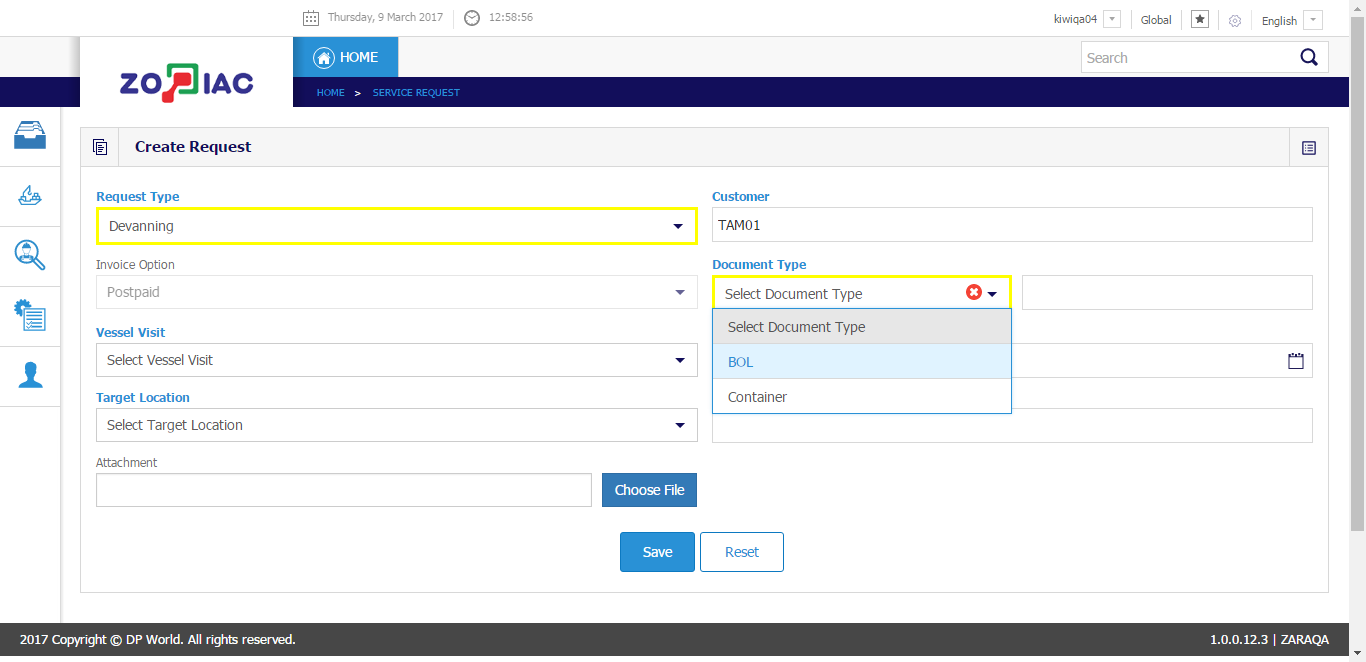 Thursday, 9 March 2017 12:58:56 kiwiqa04 Global English
ZODIAC HOME Search
HOME > SERVICE REQUEST
Create Request
Request Type Customer
Devanning TAM01
Invoice Option Document Type
Postpaid Select Document Type
Select Document Type
Vessel Visit
Select Vessel Visit BOL
Target Location Container
Select Target Location
Attachment
Choose File
Save Reset
2017 Copyright © DP World. All rights reserved. 1.0.0.12.3 | ZARAQA